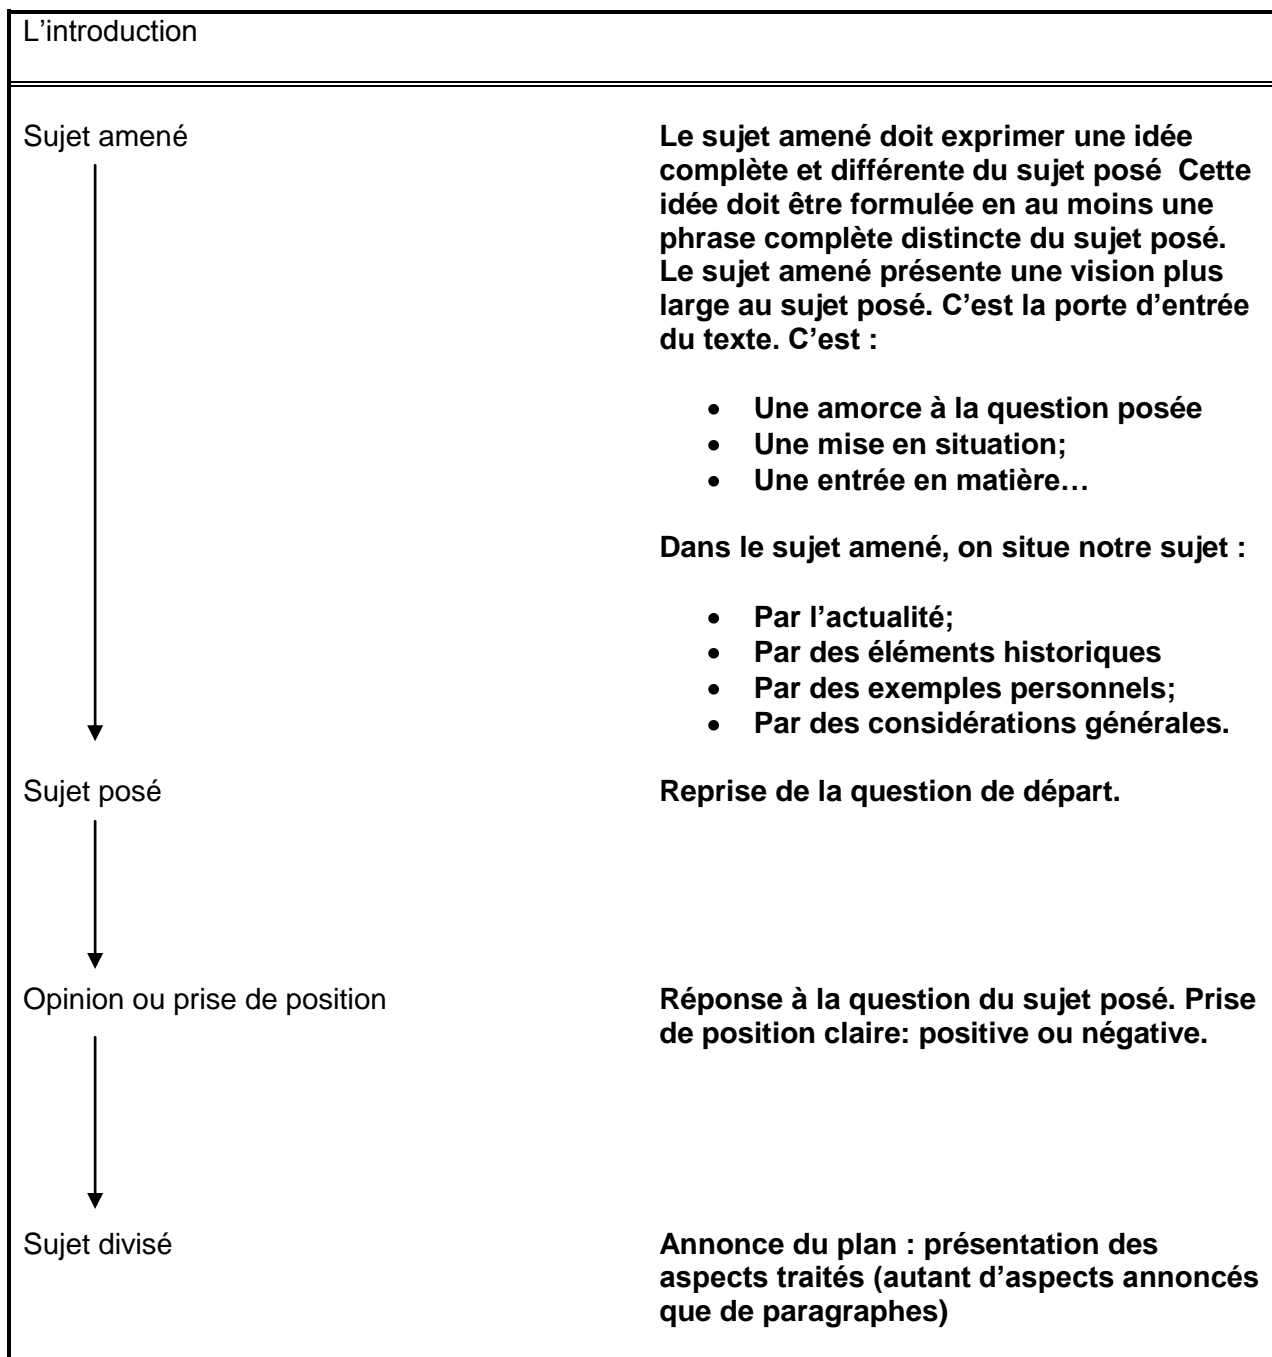 L’introduction
Sujet amené
Le sujet amené doit exprimer une idée
complète et différente du sujet posé  Cette
idée doit être formulée en au moins une
phrase complète distincte du sujet posé.
Le sujet amené présente une vision plus
large au sujet posé. C’est la porte d’entrée
du texte. C’est :
• Une amorce à la question posée
• Une mise en situation;
• Une entrée en matière…
Dans le sujet amené, on situe notre sujet :
• Par l’actualité;
• Par des éléments historiques
• Par des exemples personnels;
• Par des considérations générales.
Sujet posé
Reprise de la question de départ.
Opinion ou prise de position
Réponse à la question du sujet posé. Prise
de position claire: positive ou négative.
Sujet divisé
Annonce du plan : présentation des
aspects traités (autant d’aspects annoncés
que de paragraphes)